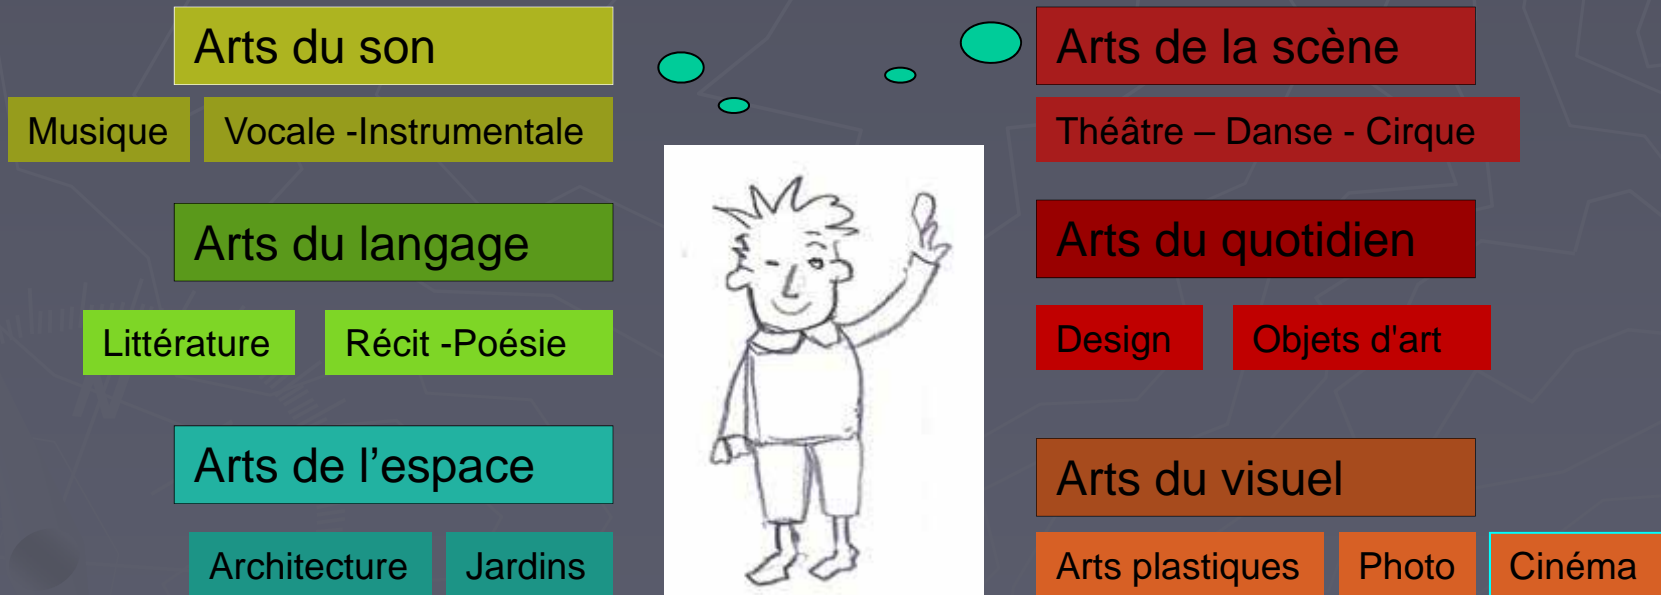 Arts du son
Musique
Vocale -Instrumentale
Arts du langage
Littérature
Récit -Poésie
Arts de l’espace
Architecture
Jardins
Arts de la scène
Théâtre – Danse - Cirque
Arts du quotidien
Design
Objets d'art
Arts du visuel
Arts plastiques
Photo
Cinéma